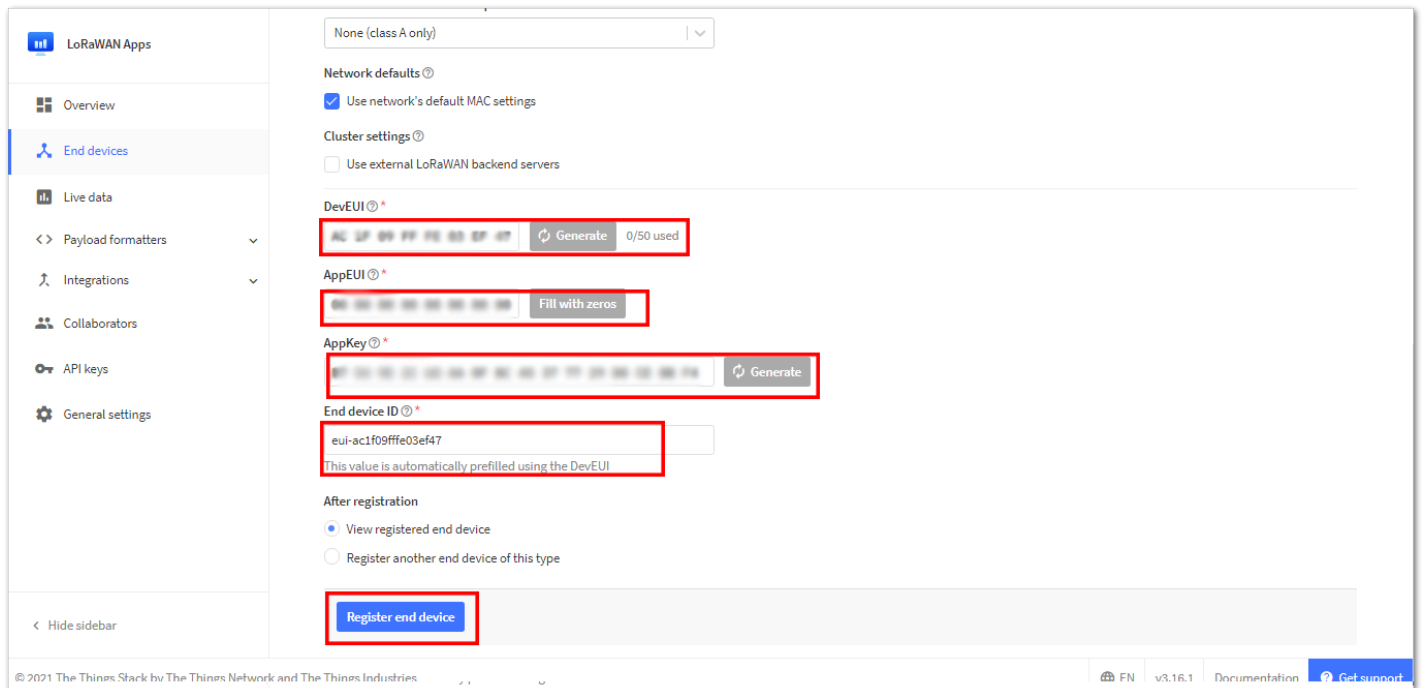 LoRaWAN Apps
Overview
End devices
Live data
Payload formatters
Integrations
Collaborators
API keys
General settings
Hide sidebar
None (class A only)
Network defaults
Use network's default MAC settings
Cluster settings
Use external LoRaWAN backend servers
DevEUI *
Generate 0/50 used
AppEUI *
Fill with zeros
AppKey *
Generate
End device ID *
eui-ac1f09fffe03ef47
This value is automatically prefilled using the DevEUI
After registration
View registered end device
Register another end device of this type
Register end device
© 2021 The Things Stack by The Things Network and The Things Industries
EN v3.16.1 Documentation Get support